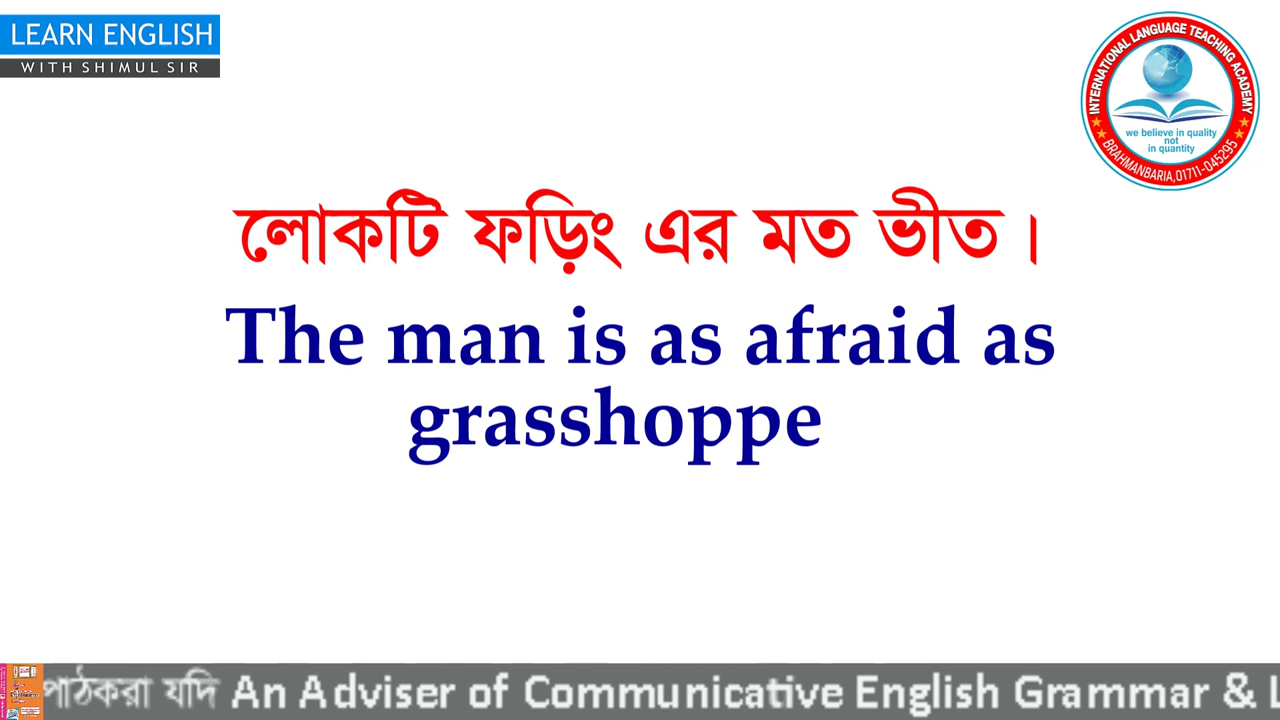 LEARN ENGLISH
WITH SHIMUL SIR
INTERNATIONAL LANGUAGE TEACHING ACADEMY
we believe in quality
not
in quantity
BRAHMANBARIA,01711-045295
লোকটি ফড়িং এর মত ভীত।
The man is as afraid as
grasshoppe
পাঠকরা যদি An Adviser of Communicative English Grammar & L